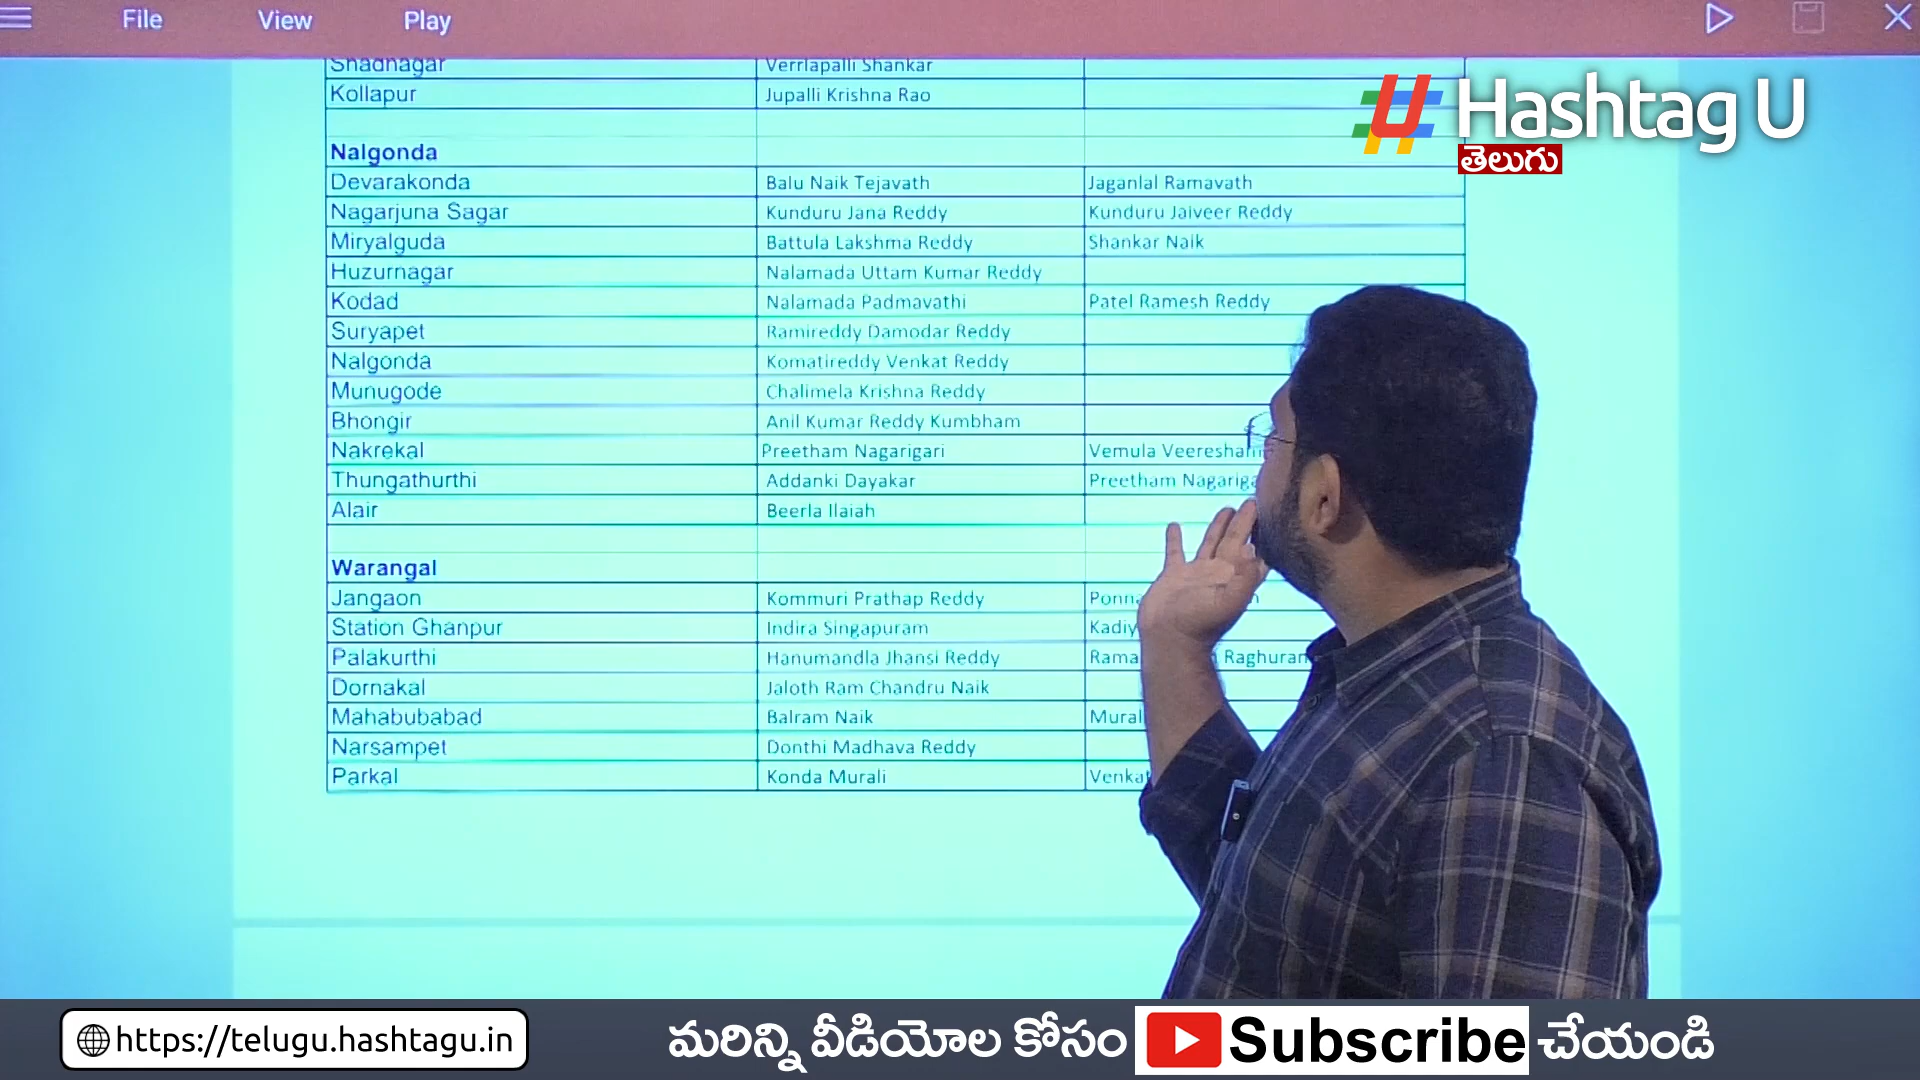 File View Play
Shadnagar Verrlapalli Shankar
Kollapur Jupalli Krishna Rao
Hashtag U
తెలుగు
Nalgonda
Devarakonda Balu Naik Tejavath Jaganlal Ramavath
Nagarjuna Sagar Kunduru Jana Reddy Kunduru Jaiveer Reddy
Miryalguda Battula Lakshma Reddy Shankar Naik
Huzurnagar Nalamada Uttam Kumar Reddy
Kodad Nalamada Padmavathi Patel Ramesh Reddy
Suryapet Ramireddy Damodar Reddy
Nalgonda Komatireddy Venkat Reddy
Munugode Chalimela Krishna Reddy
Bhongir Anil Kumar Reddy Kumbham
Nakrekal Preetham Nagarigari Vemula
Thungathurthi Addanki Dayakar Preetham
Alair Beerla Ilaiah
Warangal
Jangaon Kommuri Prathap Reddy
Station Ghanpur Indira Singapuram
Palakurthi Hanumandla Jhansi Reddy
Dornakal Jaloth Ram Chandru Naik
Mahabubabad Balram Naik
Narsampet Donthi Madhava Reddy
Parkal Konda Murali
https://telugu.hashtagu.in మరిన్ని వీడియోల కోసం Subscribe చేయండి